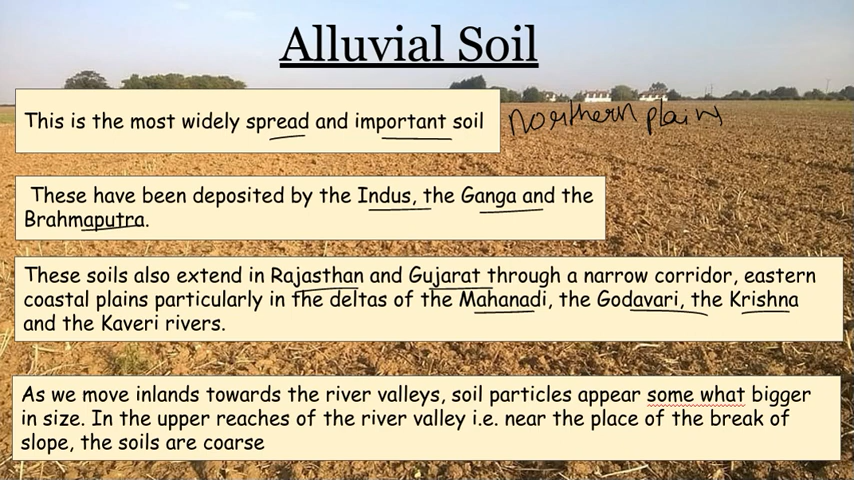 Alluvial Soil
This is the most widely spread and important soil
Northern plains
These have been deposited by the Indus, the Ganga and the
Brahmaputra.
These soils also extend in Rajasthan and Gujarat through a narrow corridor, eastern
coastal plains particularly in the deltas of the Mahanadi, the Godavari, the Krishna
and the Kaveri rivers.
As we move inlands towards the river valleys, soil particles appear some what bigger
in size. In the upper reaches of the river valley i.e. near the place of the break of
slope, the soils are coarse